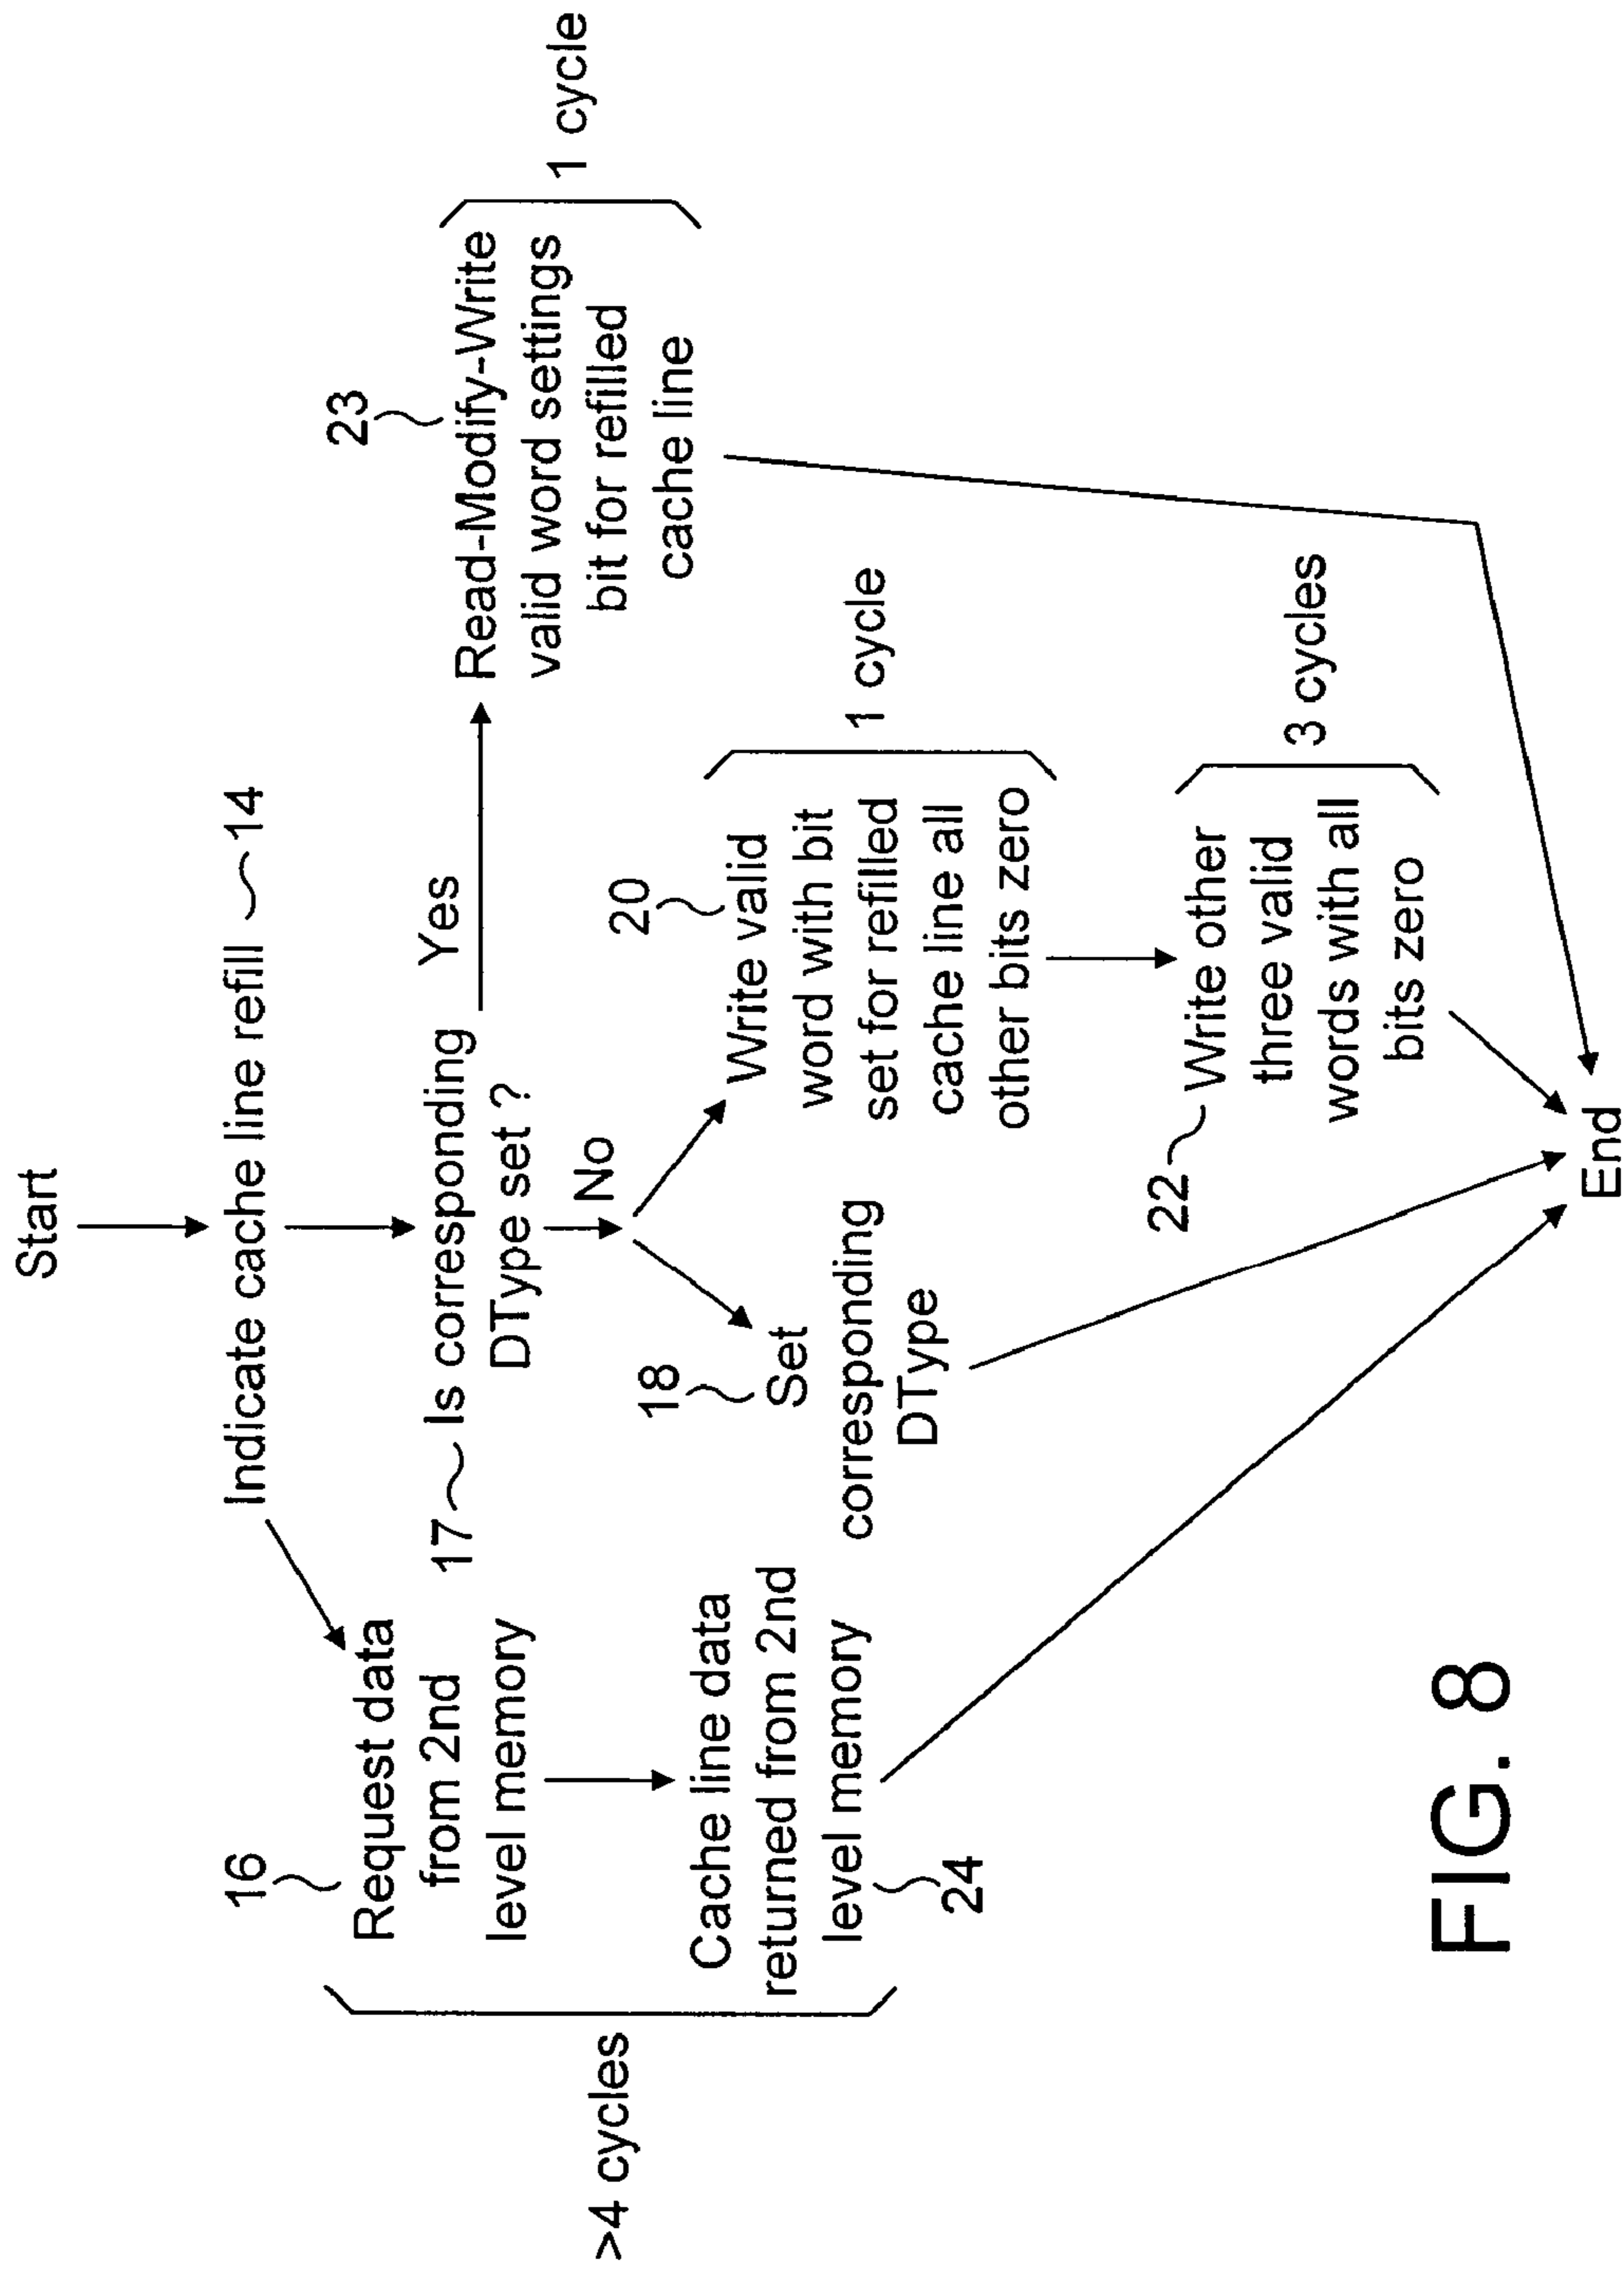 Start
Indicate cache line refill
14
16
Request data
from 2nd
level memory
17
Is corresponding
DType set ?
Yes
No
23
Read-Modify-Write
valid word settings
bit for refilled
cache line
1 cycle
>4 cycles
Cache line data
returned from 2nd
level memory
24
18
Set
corresponding
DType
20
Write valid
word with bit
set for refilled
cache line all
other bits zero
1 cycle
22
Write other
three valid
words with all
bits zero
3 cycles
End
FIG. 8